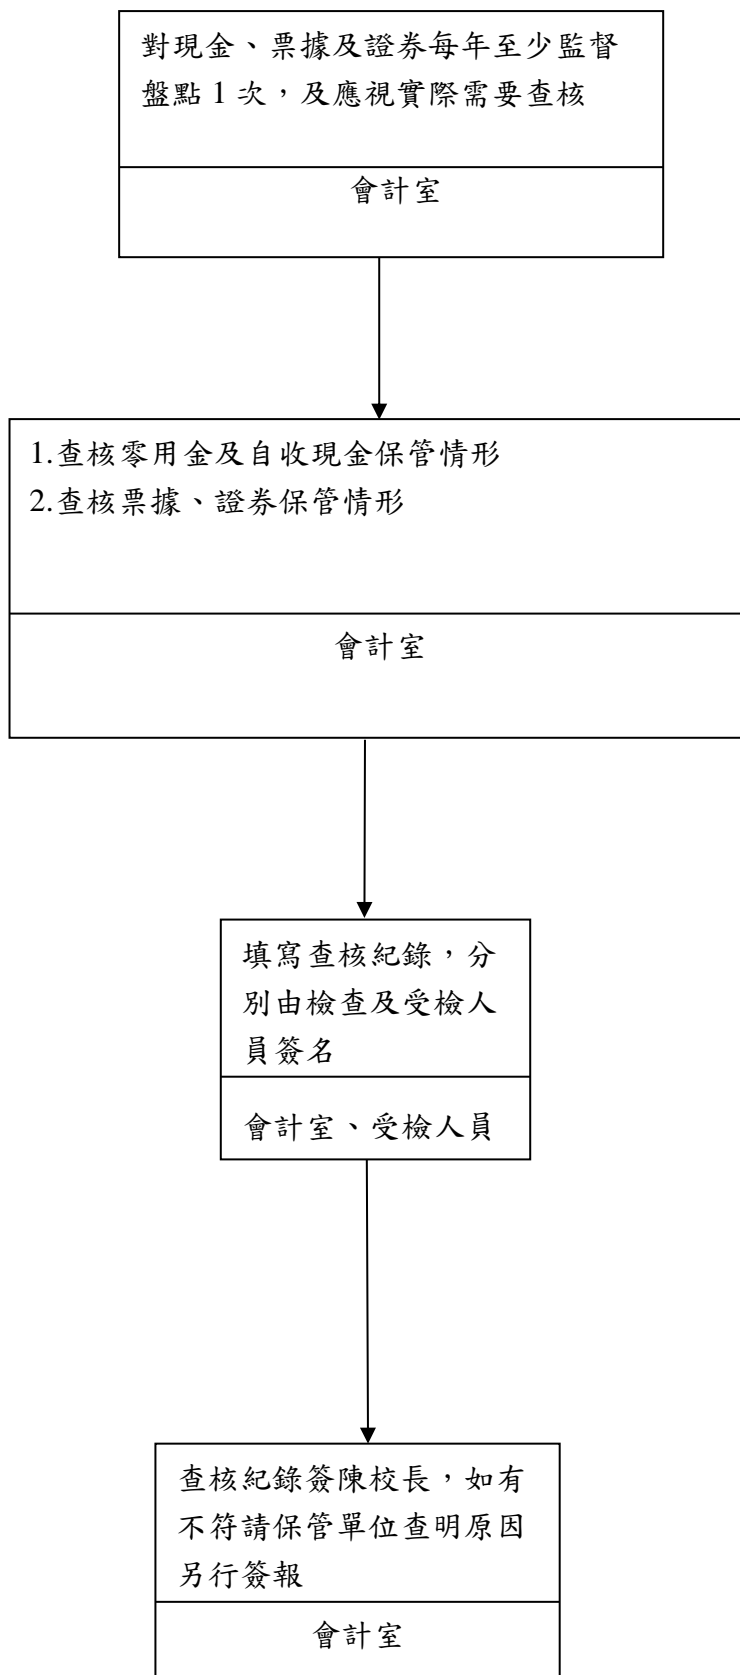 對現金、票據及證券每年至少監督
盤點 1 次，及應視實際需要查核
會計室
1.查核零用金及自收現金保管情形
2.查核票據、證券保管情形
會計室
填寫查核紀錄，分
別由檢查及受檢人
員簽名
會計室、受檢人員
查核紀錄簽陳校長，如有
不符請保管單位查明原因
另行簽報
會計室